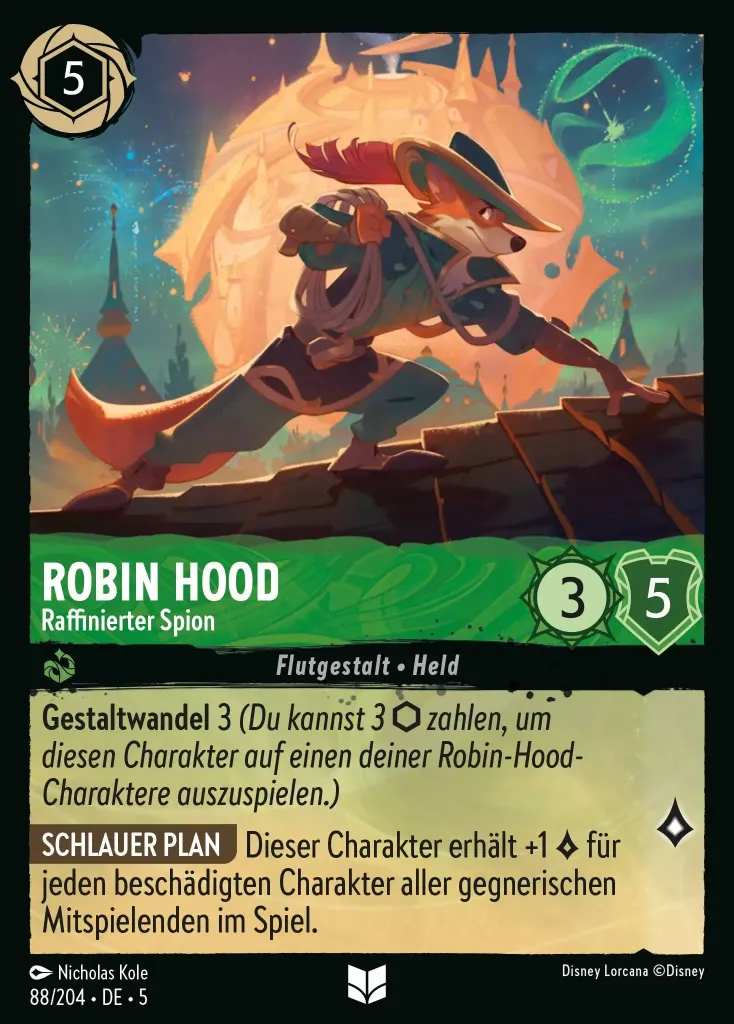 5
ROBIN HOOD
Raffinierter Spion
3
5
Flutgestalt • Held
Gestaltwandel 3 (Du kannst 3 ⬡ zahlen, um
diesen Charakter auf einen deiner Robin-Hood-
Charaktere auszuspielen.)
SCHLAUER PLAN Dieser Charakter erhält +1 ◊ für
jeden beschädigten Charakter aller gegnerischen
Mitspielenden im Spiel.
Nicholas Kole
Disney Lorcana ©Disney
88/204 • DE • 5